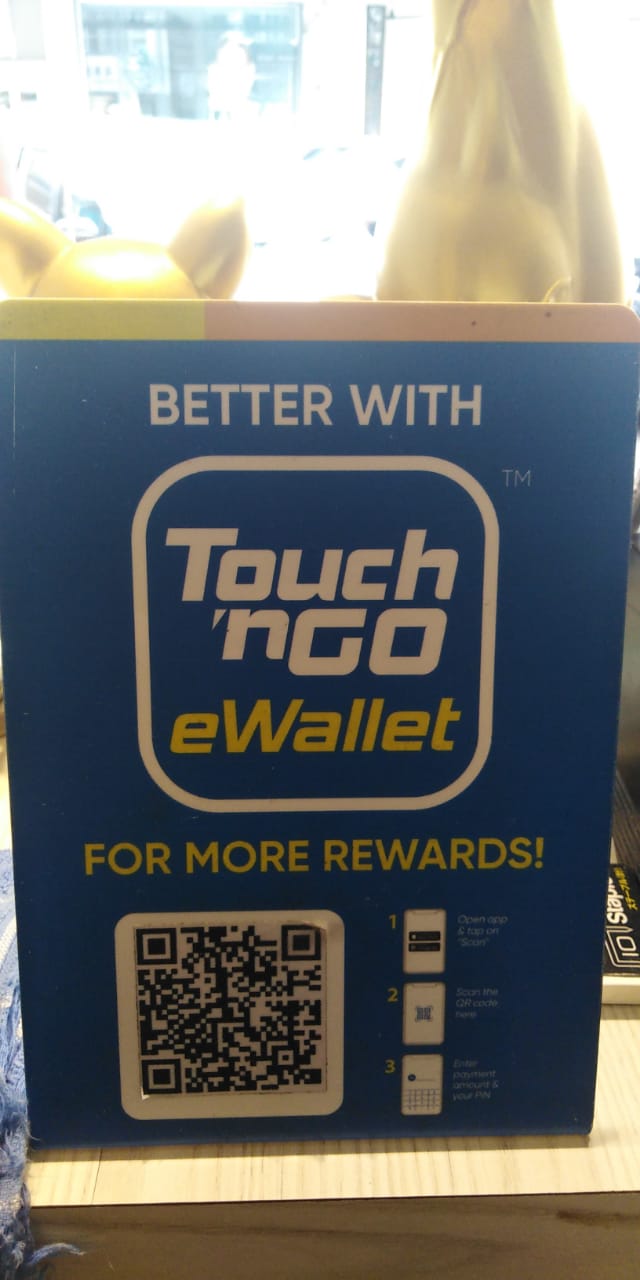 BETTER WITH
TM
Touch
'nGO
eWallet
FOR MORE REWARDS!
1
Open app
& tap on
"Scan"
2
Scan the
QR code
here
3
Enter
payment
amount &
your PIN